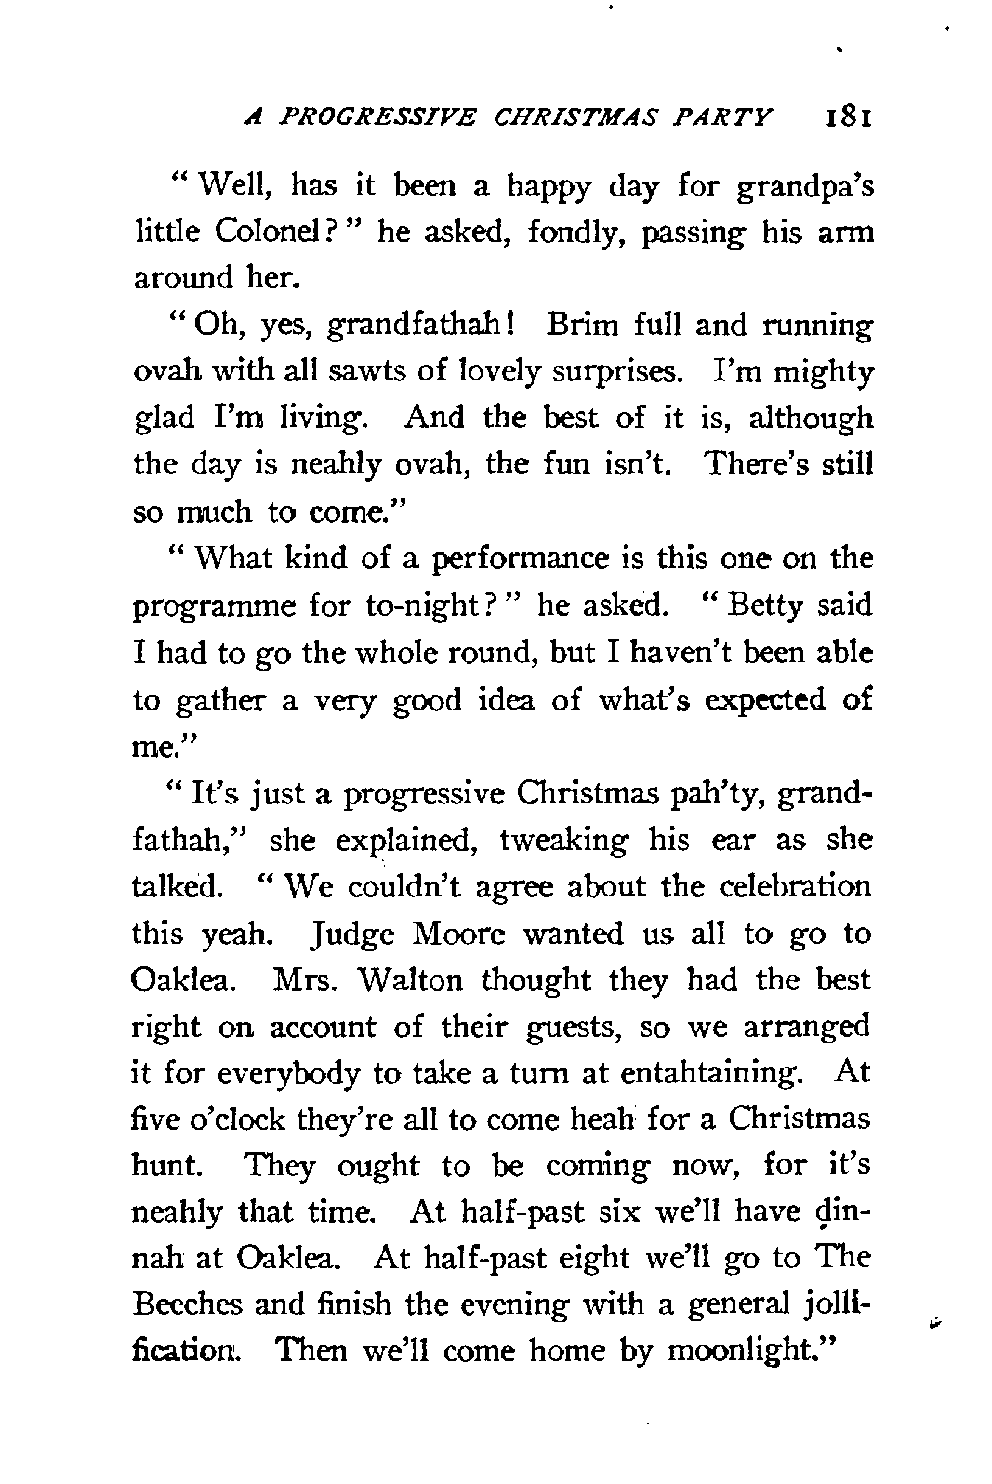 A PROGRESSIVE CHRISTMAS PARTY 181
“ Well, has it been a happy day for grandpa’s
little Colonel? ” he asked, fondly, passing his arm
around her.
“ Oh, yes, grandfathah! Brim full and running
ovah with all sawts of lovely surprises. I’m mighty
glad I’m living. And the best of it is, although
the day is neahly ovah, the fun isn’t. There’s still
so much to come.”
“ What kind of a performance is this one on the
programme for to-night? ” he asked. “ Betty said
I had to go the whole round, but I haven’t been able
to gather a very good idea of what’s expected of
me.”
“ It’s just a progressive Christmas pah’ty, grand-
fathah,” she explained, tweaking his ear as she
talked. “ We couldn’t agree about the celebration
this yeah. Judge Moore wanted us all to go to
Oaklea. Mrs. Walton thought they had the best
right on account of their guests, so we arranged
it for everybody to take a turn at entahtaining. At
five o’clock they’re all to come heah for a Christmas
hunt. They ought to be coming now, for it’s
neahly that time. At half-past six we’ll have din-
nah at Oaklea. At half-past eight we’ll go to The
Beeches and finish the evening with a general jolli-
fication. Then we’ll come home by moonlight.”